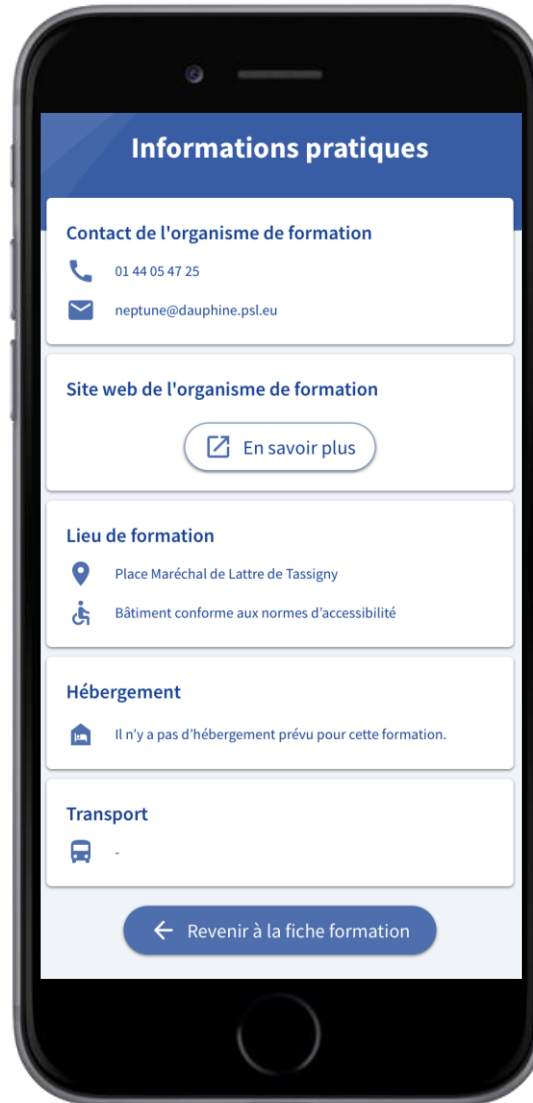 Informations pratiques
Contact de l'organisme de formation
01 44 05 47 25
neptune@dauphine.psl.eu
Site web de l'organisme de formation
En savoir plus
Lieu de formation
Place Maréchal de Lattre de Tassigny
Bâtiment conforme aux normes d’accessibilité
Hébergement
Il n’y a pas d’hébergement prévu pour cette formation.
Transport
-
Revenir à la fiche formation